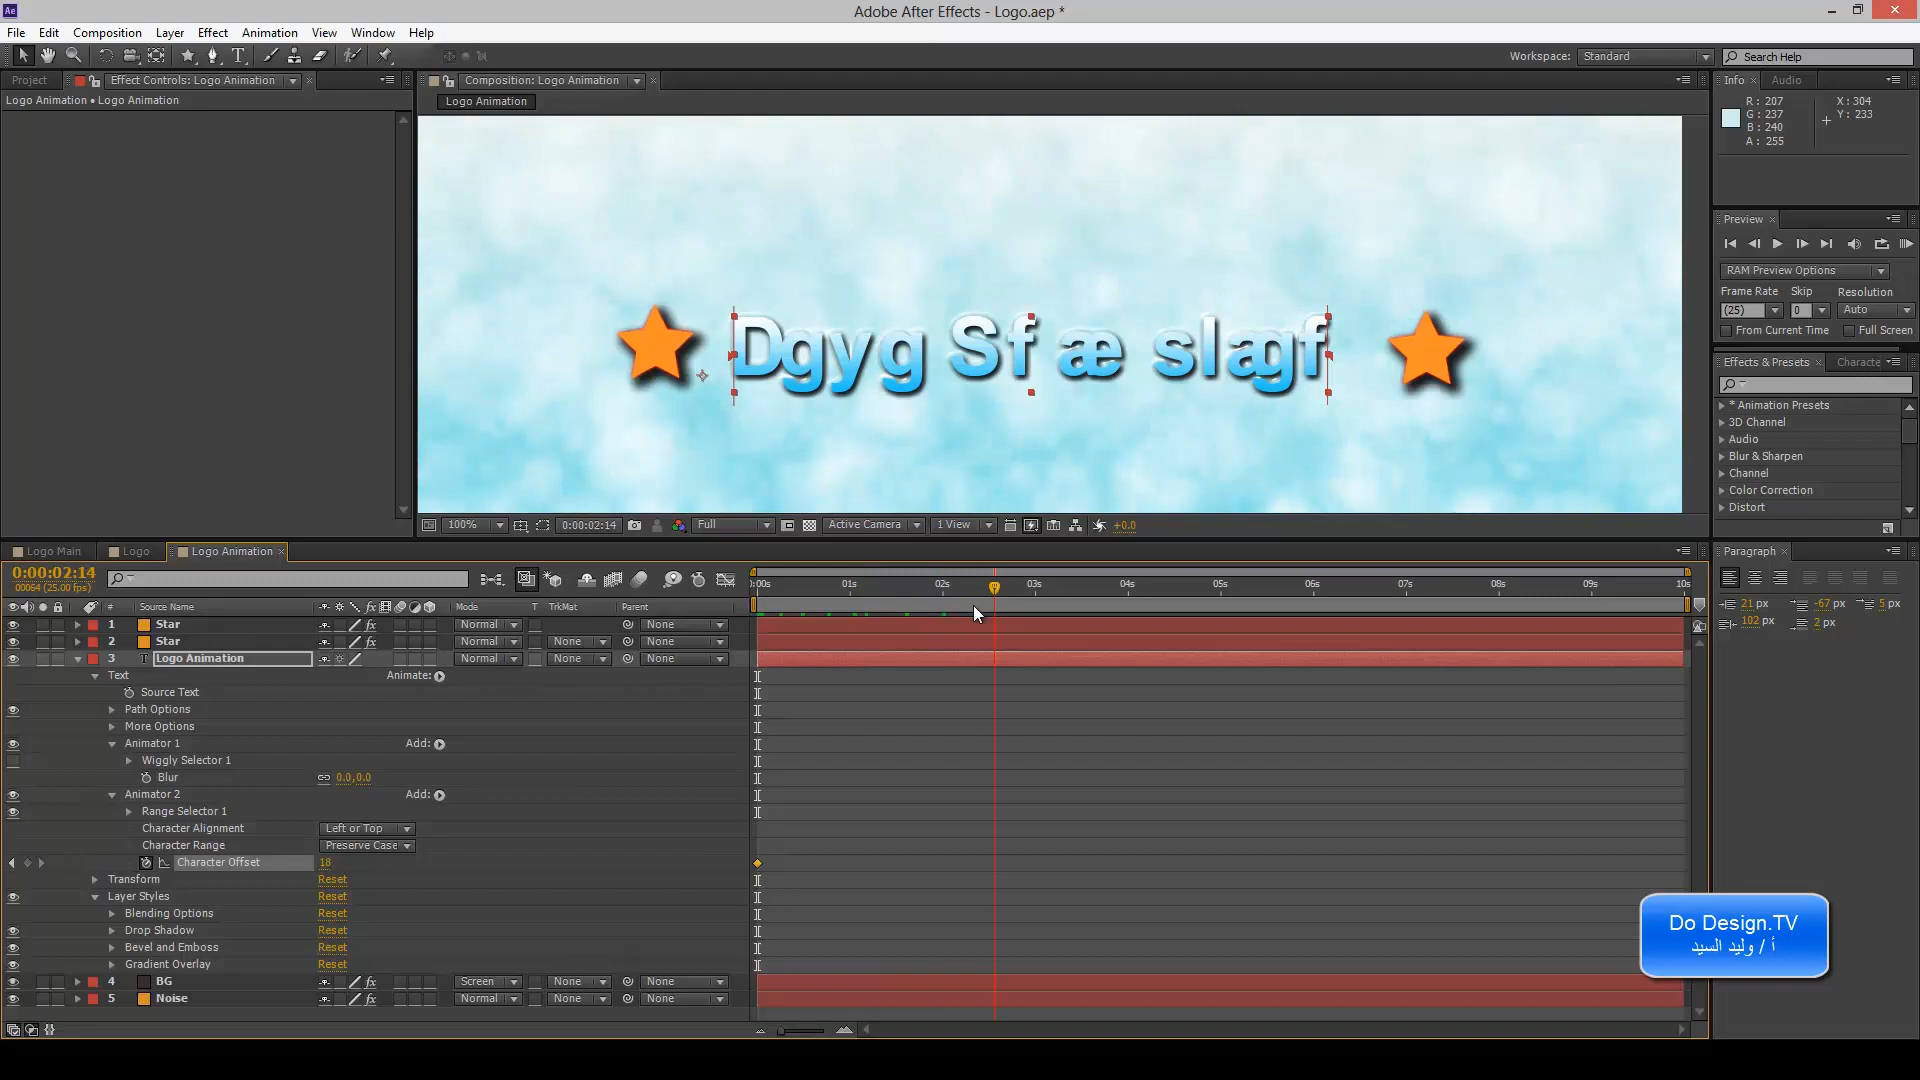 Adobe After Effects - Logo.aep *
File Edit Composition Layer Effect Animation View Window Help
Workspace: Standard Search Help
Project Effect Controls: Logo Animation Composition: Logo Animation Info Audio
Logo Animation • Logo Animation
Logo Animation
R: 207 X: 304
G: 237 Y: 233
B: 240
A: 255
Preview
RAM Preview Options
Frame Rate Skip Resolution
(25) 0 Auto
From Current Time Full Screen
Effects & Presets Characte
* Animation Presets
3D Channel
Audio
Blur & Sharpen
Channel
Color Correction
Distort
Dgyg Sf æ slægf
100% 0:00:02:14 Full Active Camera 1 View +0.0
Logo Main Logo Logo Animation
0:00:02:14
00064 (25.00 fps)
0:00s 01s 02s 03s 04s 05s 06s 07s 08s 09s 10s
# Source Name Mode T TrkMat Parent
1 Star Normal None
2 Star Normal None None
3 T Logo Animation Normal None None
Text Animate:
Source Text
Path Options
More Options
Animator 1 Add:
Wiggly Selector 1
Blur 0.0,0.0
Animator 2 Add:
Range Selector 1
Character Alignment Left or Top
Character Range Preserve Case
Character Offset 18
Transform Reset
Layer Styles Reset
Blending Options Reset
Drop Shadow Reset
Bevel and Emboss Reset
Gradient Overlay Reset
4 BG Screen None None
5 Noise Normal None None
Paragraph
21 px -67 px 5 px
102 px 2 px
Do Design.TV
أ / وليد السيد